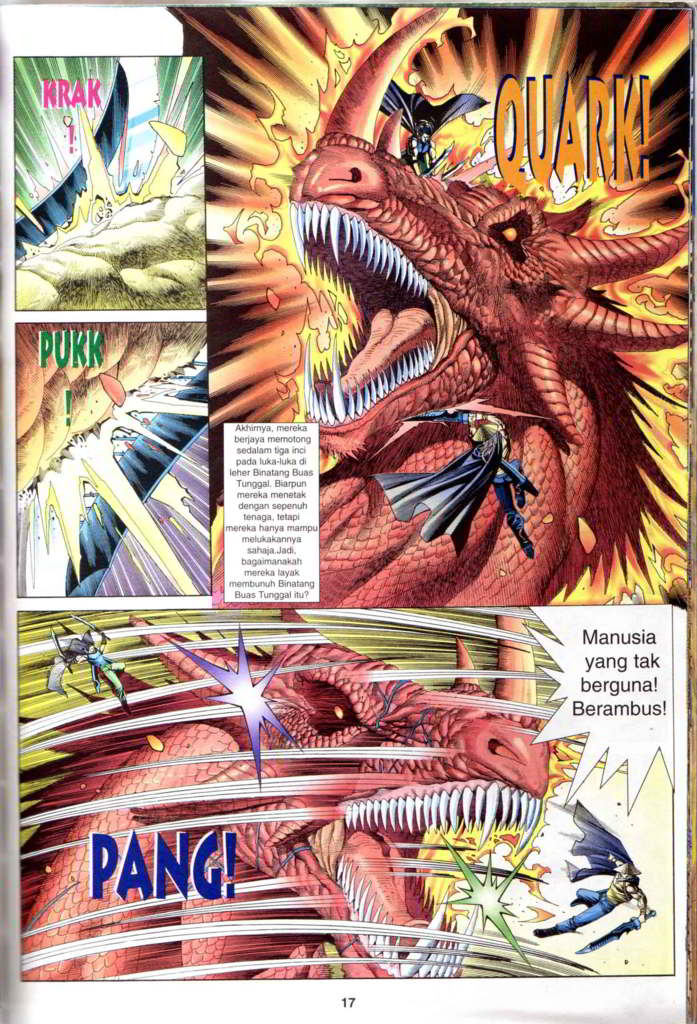 KRAK
!
QUARK!
PUKK
!
Akhirnya, mereka
berjaya memotong
sedalam tiga inci
pada luka-luka di
leher Binatang Buas
Tunggal. Biarpun
mereka menetak
dengan sepenuh
tenaga, tetapi
mereka hanya mampu
melukakannya
sahaja.Jadi,
bagaimanakah
mereka layak
membunuh Binatang
Buas Tunggal itu?
Manusia
yang tak
berguna!
Berambus!
PANG!
17